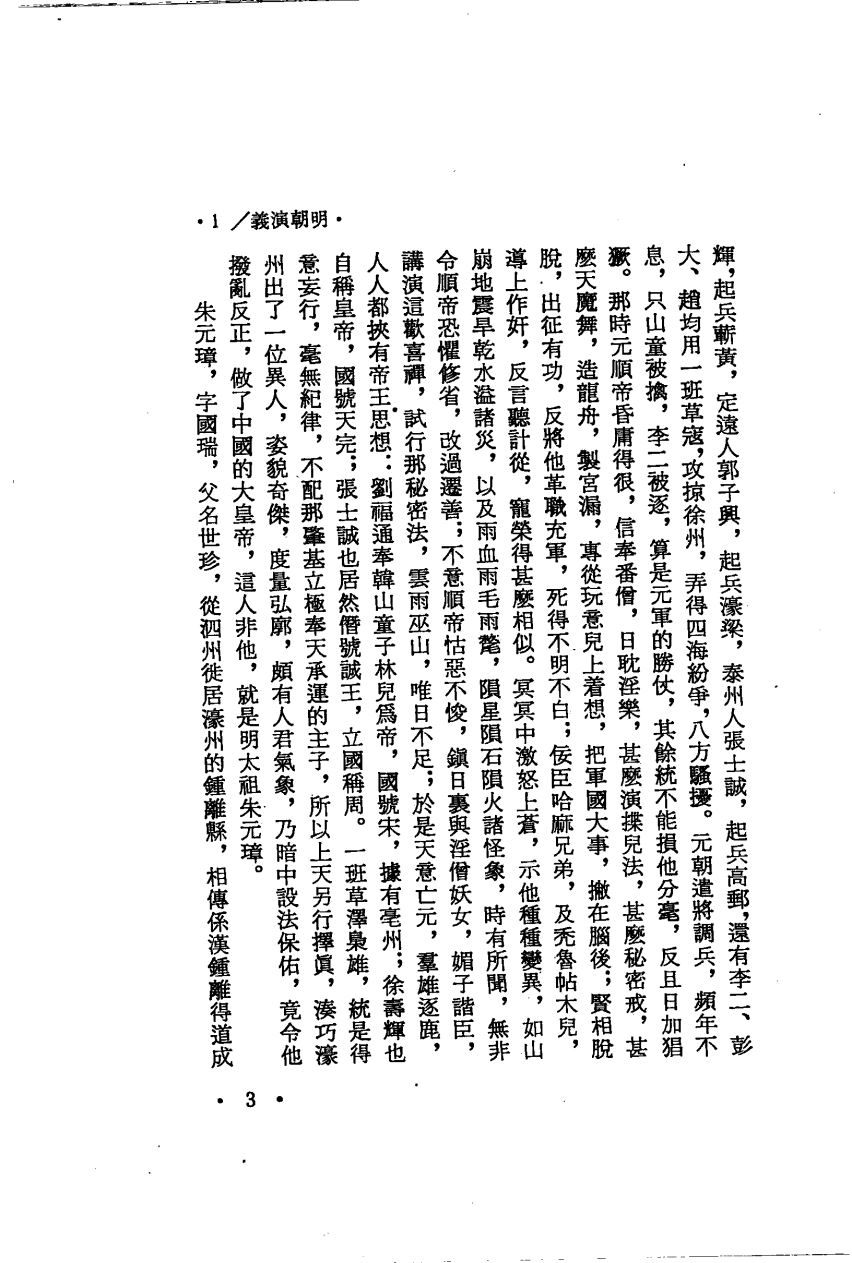 輝，起兵蘄黃，定遠人郭子興，起兵濠梁，泰州人張士誠，起兵高郵，還有李二、彭
大、趙均用一班草寇，攻掠徐州，弄得四海紛爭，八方騷擾。元朝遣將調兵，頻年不
息，只山童被擒，李二被逐，算是元軍的勝仗，其餘統不能損他分毫，反且日加猖
獗。那時元順帝昏庸得很，信奉番僧，日耽淫樂，甚麼演揲兒法，甚麼秘密戒，甚
麼天魔舞，造龍舟，製宮漏，專從玩意兒上着想，把軍國大事，撇在腦後；賢相脫
脫，出征有功，反將他革職充軍，死得不明不白；佞臣哈麻兄弟，及禿魯帖木兒，
導上作奸，反言聽計從，寵榮得甚麼相似。冥冥中激怒上蒼，示他種種變異，如山
崩地震旱乾水溢諸災，以及雨血雨毛雨氂，隕星隕石隕火諸怪象，時有所聞，無非
令順帝恐懼修省，改過遷善；不意順帝怙惡不悛，鎭日裏與淫僧妖女，媚子諧臣，
講演這歡喜禪，試行那秘密法，雲雨巫山，唯日不足；於是天意亡元，羣雄逐鹿，
人人都挾有帝王思想：劉福通奉韓山童子林兒爲帝，國號宋，據有亳州；徐壽輝也
自稱皇帝，國號天完；張士誠也居然僭號誠王，立國稱周。一班草澤梟雄，統是得
意妄行，毫無紀律，不配那肇基立極奉天承運的主子，所以上天另行擇眞，湊巧濠
州出了一位異人，姿貌奇傑，度量弘廓，頗有人君氣象，乃暗中設法保佑，竟令他
撥亂反正，做了中國的大皇帝，這人非他，就是明太祖朱元璋。
朱元璋，字國瑞，父名世珍，從泗州徙居濠州的鍾離縣，相傳係漢鍾離得道成
・1 ／義演朝明・
・ 3 ・